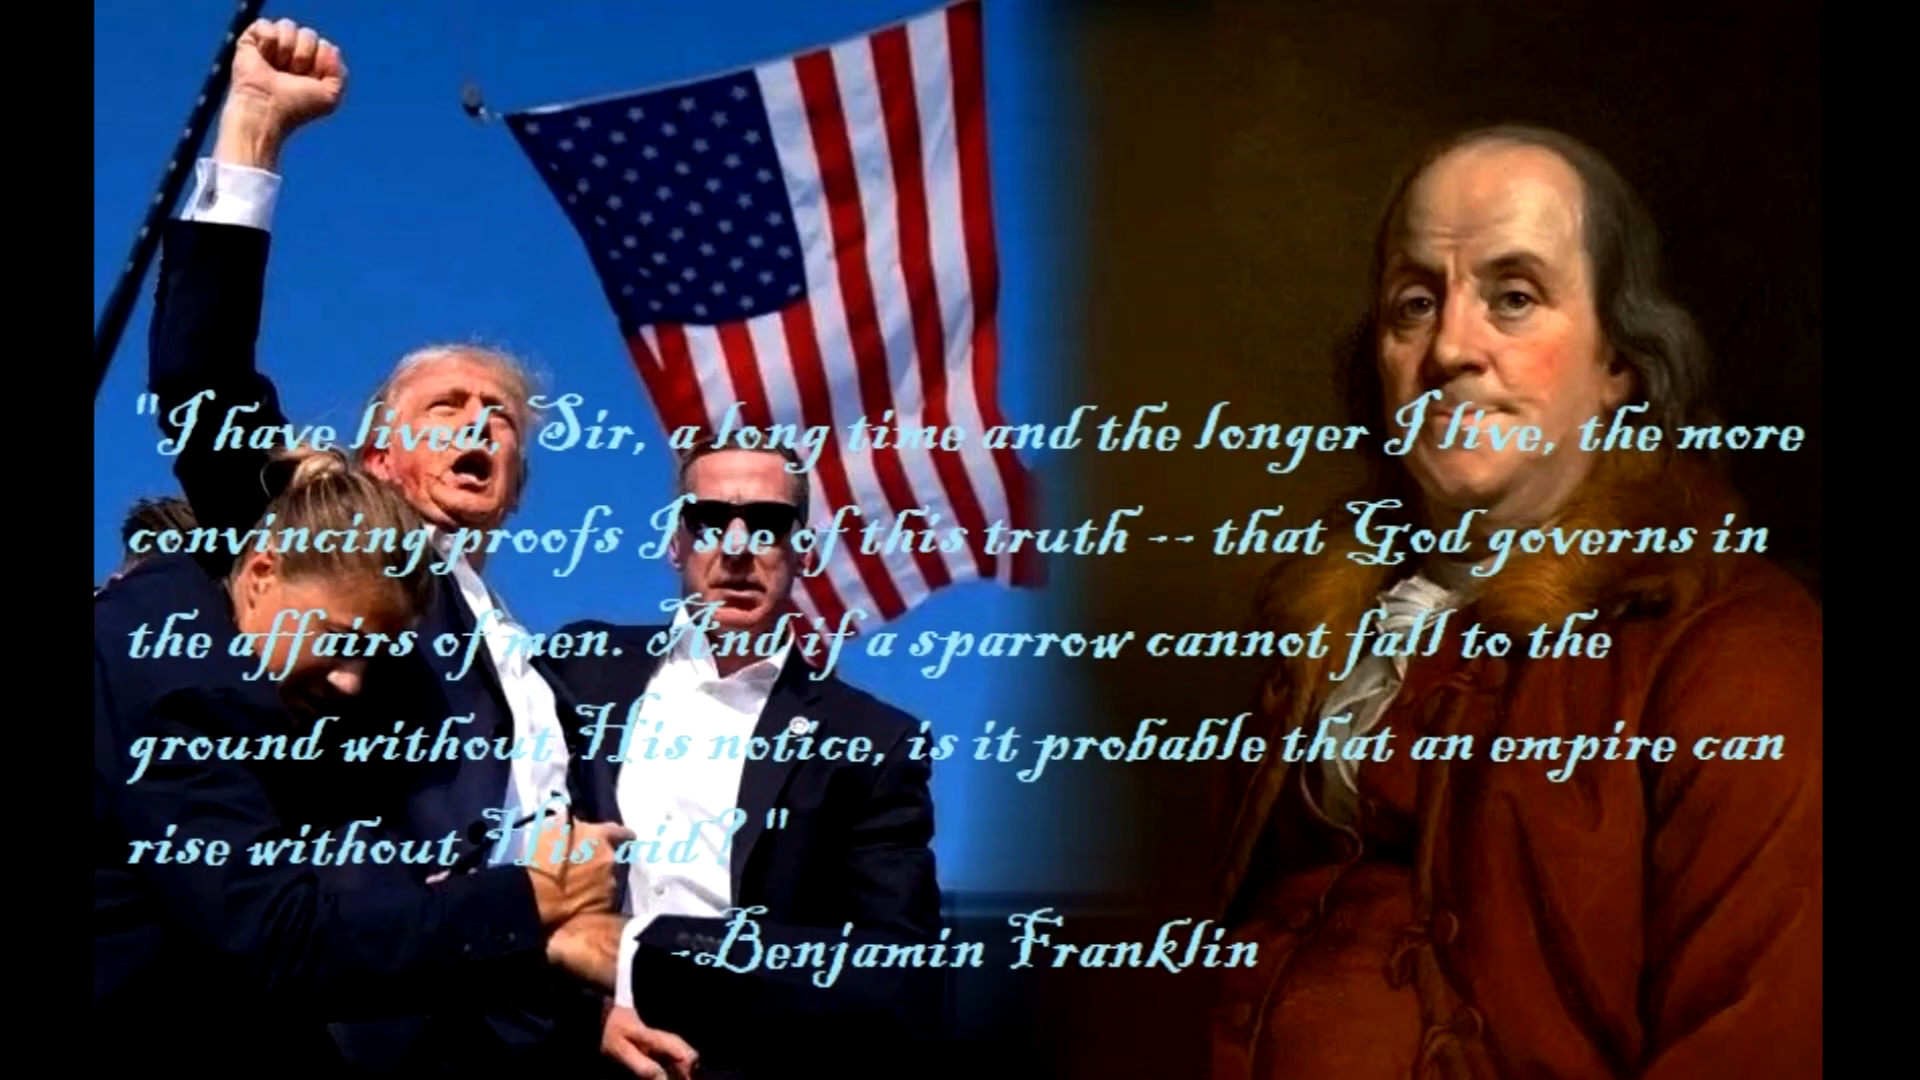 "I have lived, Sir, a long time and the longer I live, the more
convincing proofs I see of this truth -- that God governs in
the affairs of men. And if a sparrow cannot fall to the
ground without His notice, is it probable that an empire can
rise without His aid? "
-Benjamin Franklin